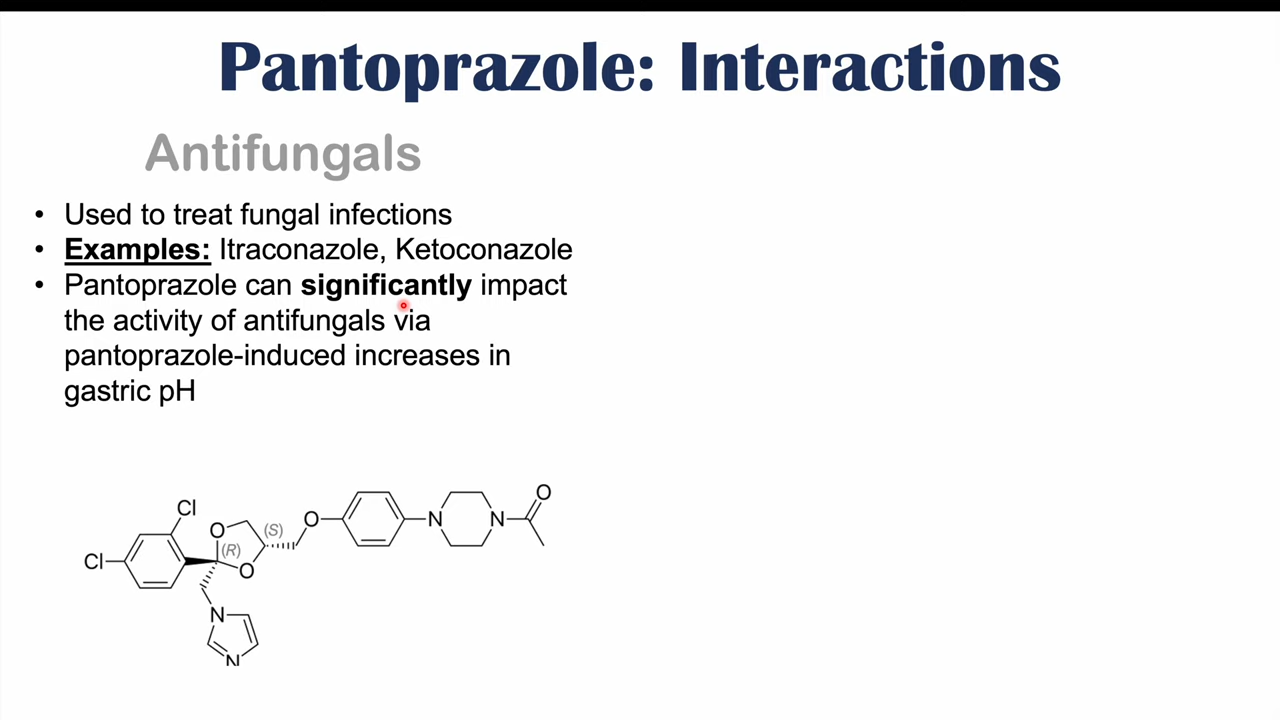 Pantoprazole: Interactions
Antifungals
• Used to treat fungal infections
• Examples: Itraconazole, Ketoconazole
• Pantoprazole can significantly impact
the activity of antifungals via
pantoprazole-induced increases in
gastric pH
Cl
Cl
O
(R)
O
(S)
O
N
N
O
N
N